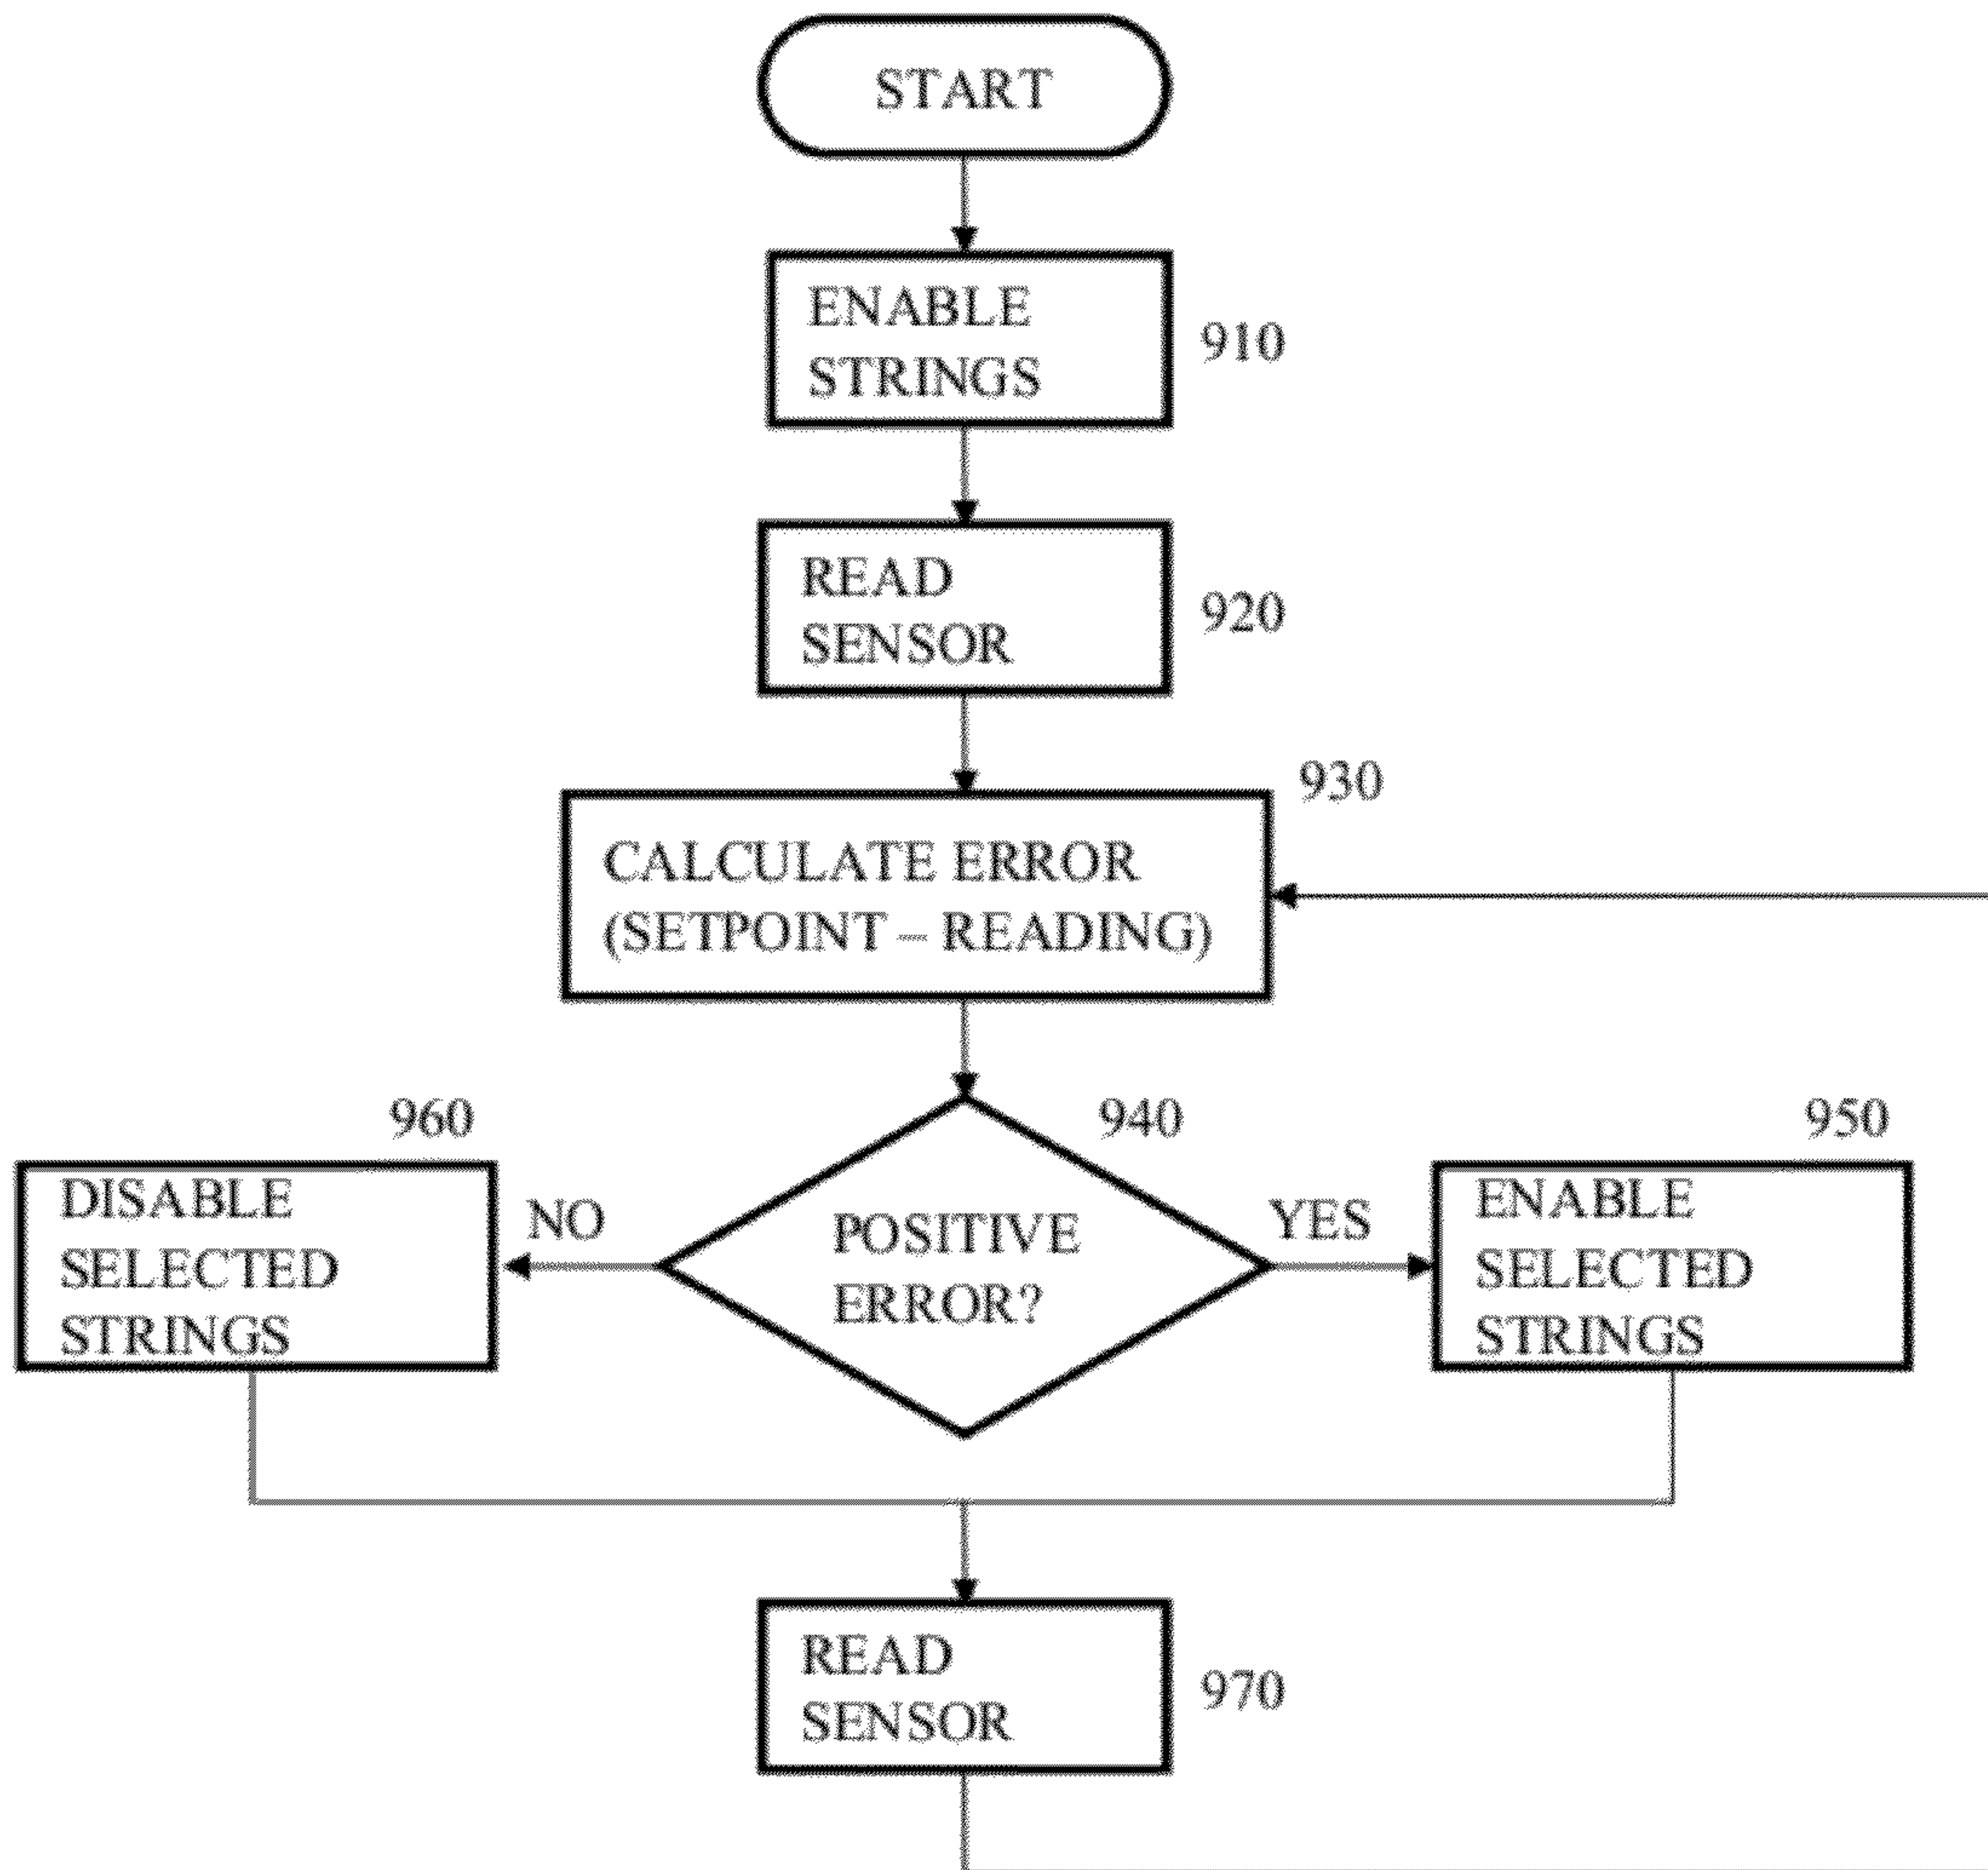 START
ENABLE
STRINGS
910
READ
SENSOR
920
930
CALCULATE ERROR
(SETPOINT – READING)
960
940
950
DISABLE
SELECTED
STRINGS
NO
POSITIVE
ERROR?
YES
ENABLE
SELECTED
STRINGS
READ
SENSOR
970